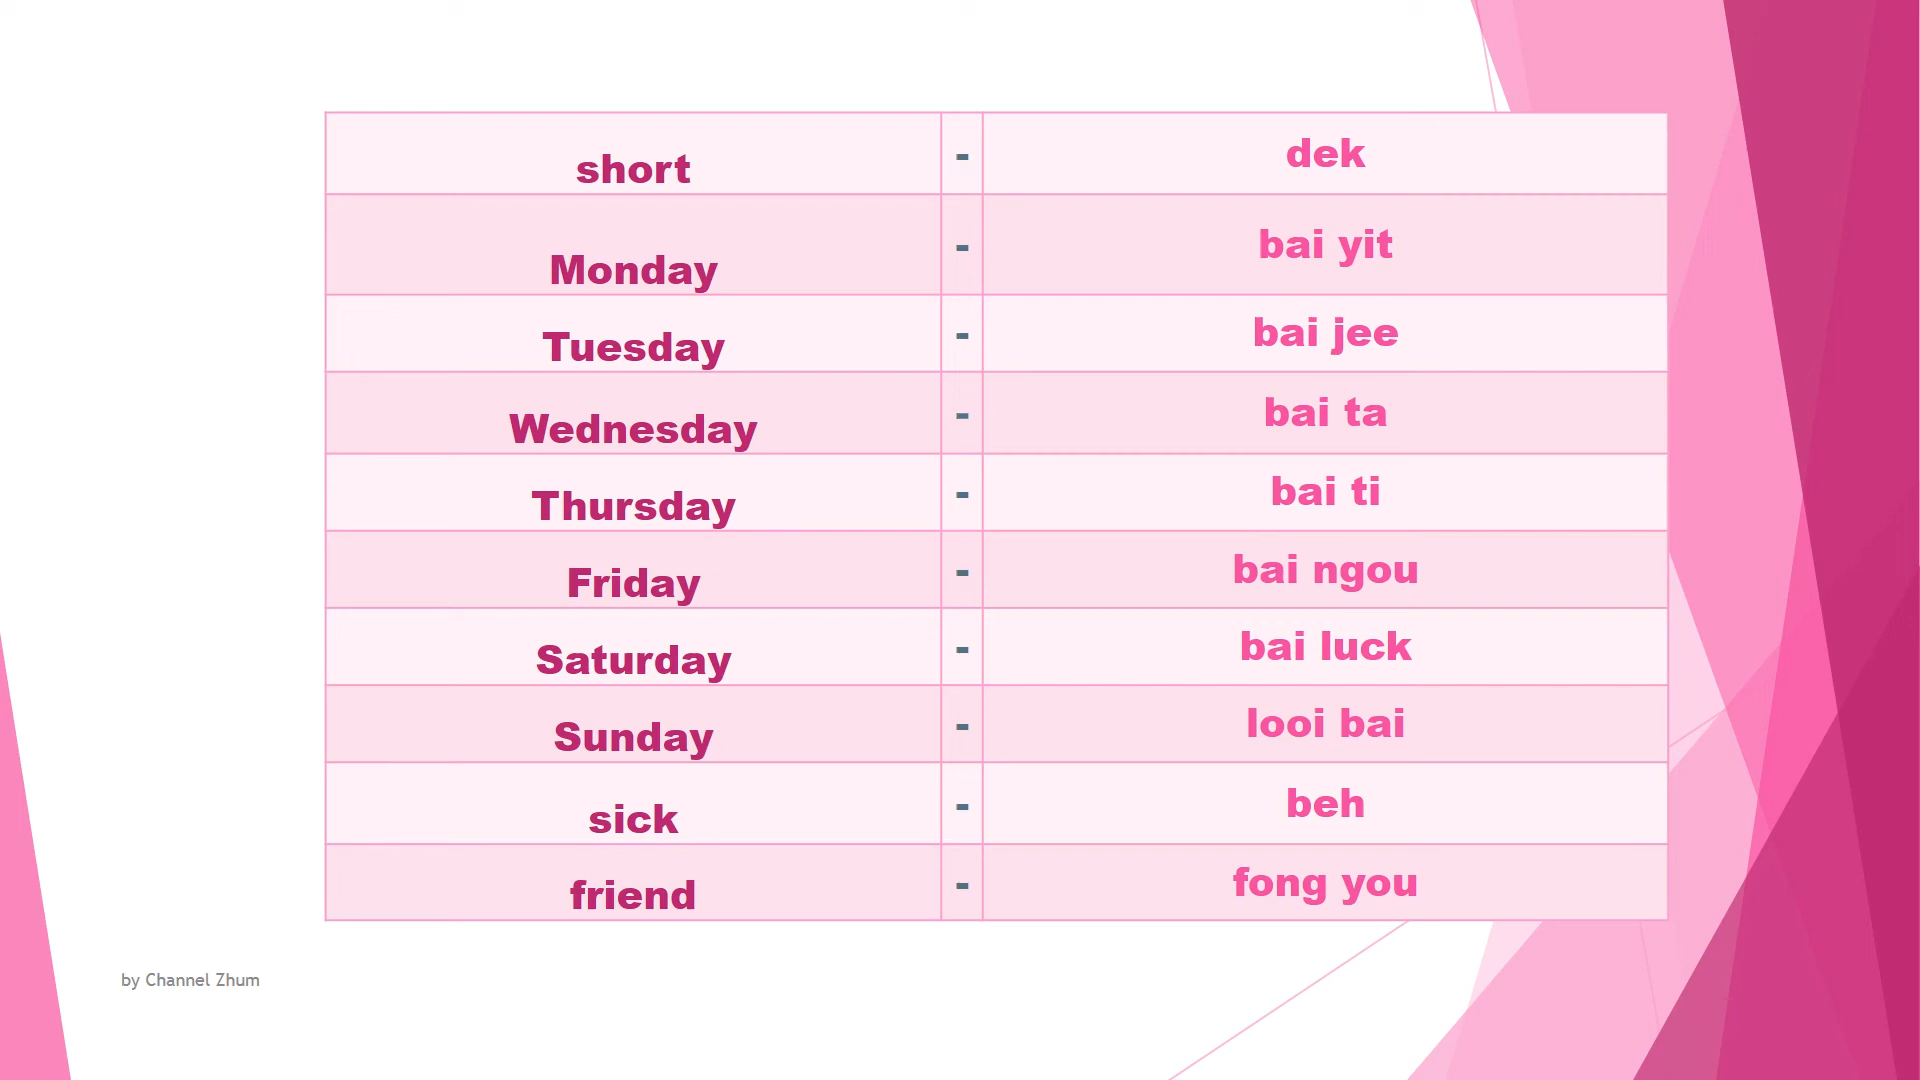 short - dek
Monday - bai yit
Tuesday - bai jee
Wednesday - bai ta
Thursday - bai ti
Friday - bai ngou
Saturday - bai luck
Sunday - looi bai
sick - beh
friend - fong you
by Channel Zhum